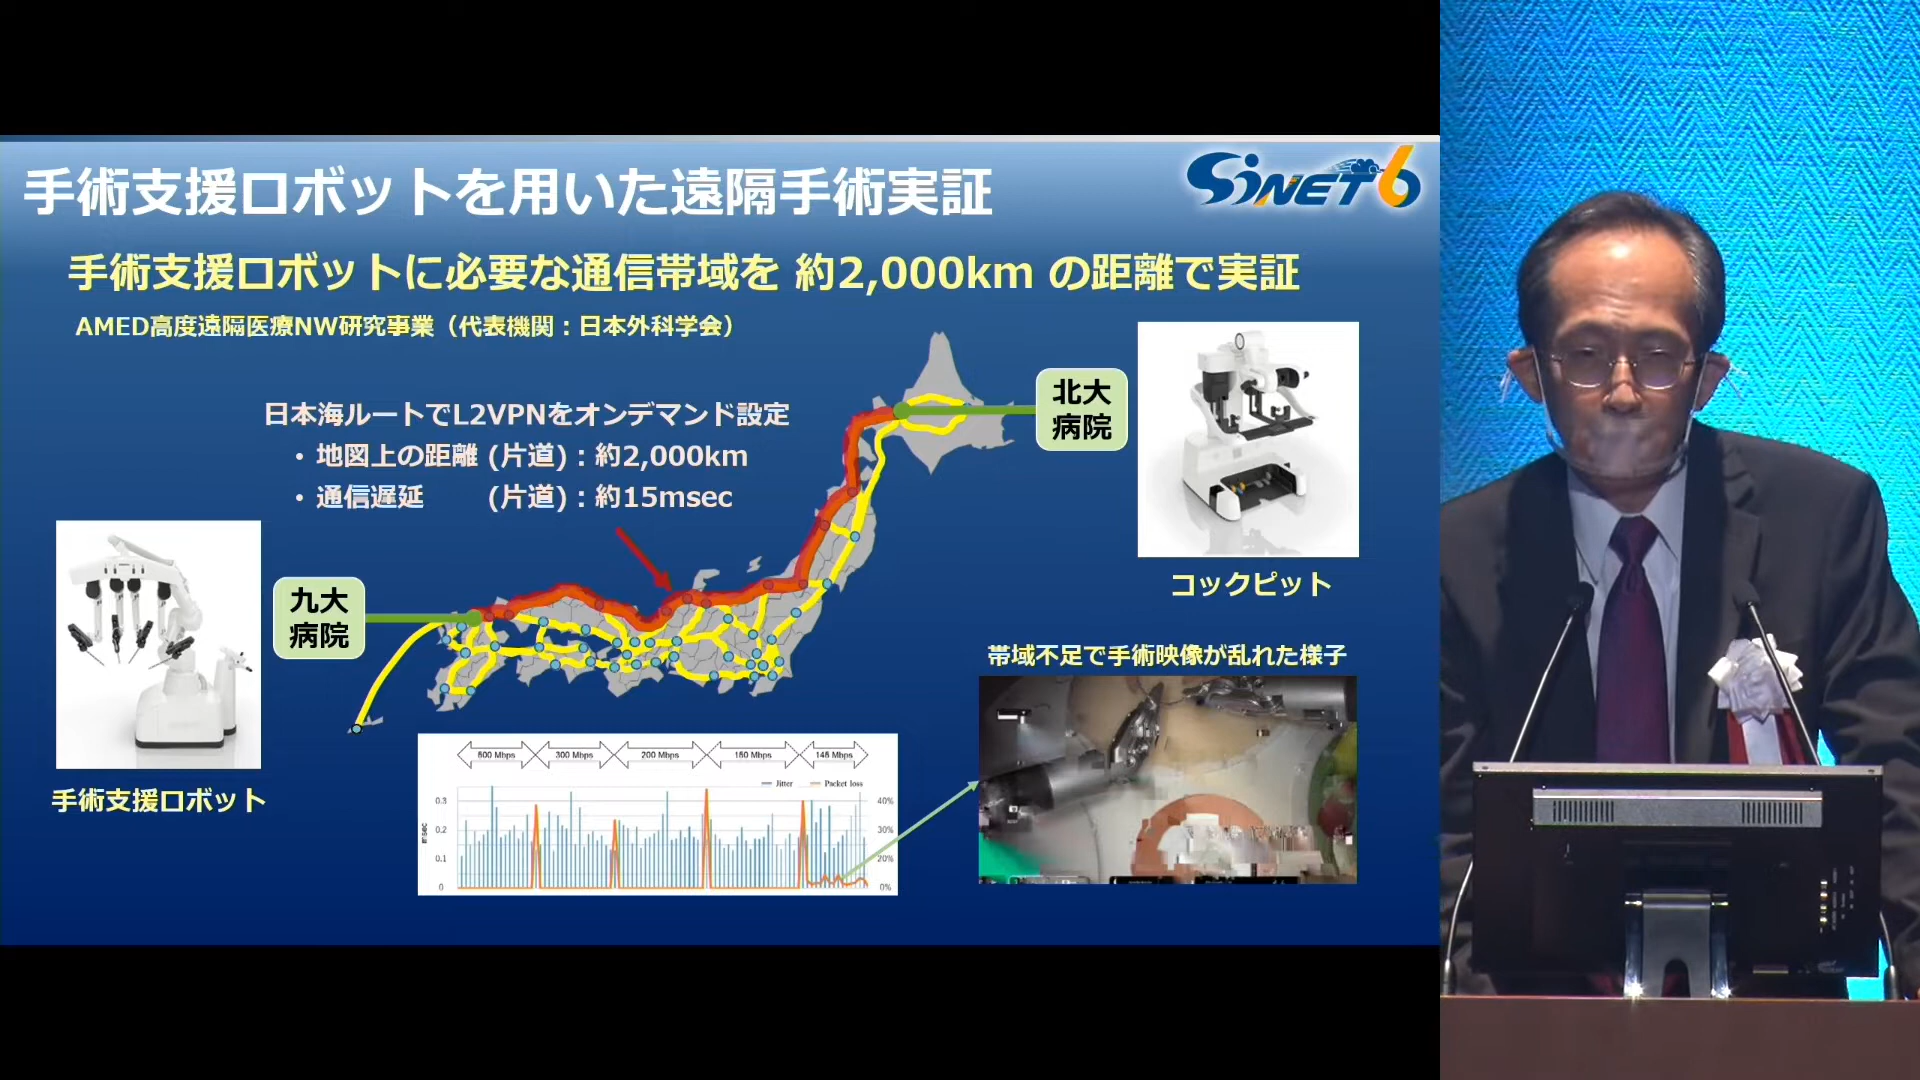 手術支援ロボットを用いた遠隔手術実証
SiNET6
手術支援ロボットに必要な通信帯域を 約2,000km の距離で実証
AMED高度遠隔医療NW研究事業（代表機関：日本外科学会）
日本海ルートでL2VPNをオンデマンド設定
・ 地図上の距離 (片道)：約2,000km
・ 通信遅延 (片道)：約15msec
北大
病院
コックピット
九大
病院
手術支援ロボット
帯域不足で手術映像が乱れた様子
500 Mbps 300 Mbps 200 Mbps 150 Mbps 145 Mbps
Jitter Packet loss
msec
0.3
0.2
0.1
0
40%
30%
20%
0%